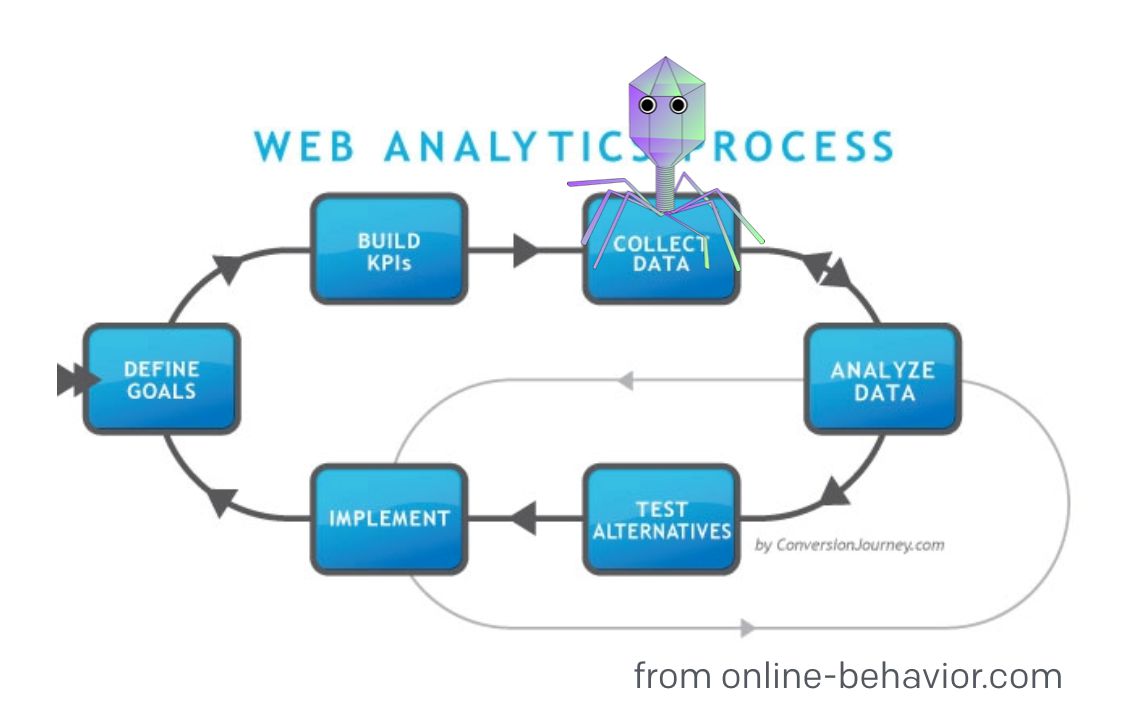 WEB ANALYTICS PROCESS
BUILD
KPIs
COLLECT
DATA
DEFINE
GOALS
ANALYZE
DATA
IMPLEMENT
TEST
ALTERNATIVES
by ConversionJourney.com
from online-behavior.com